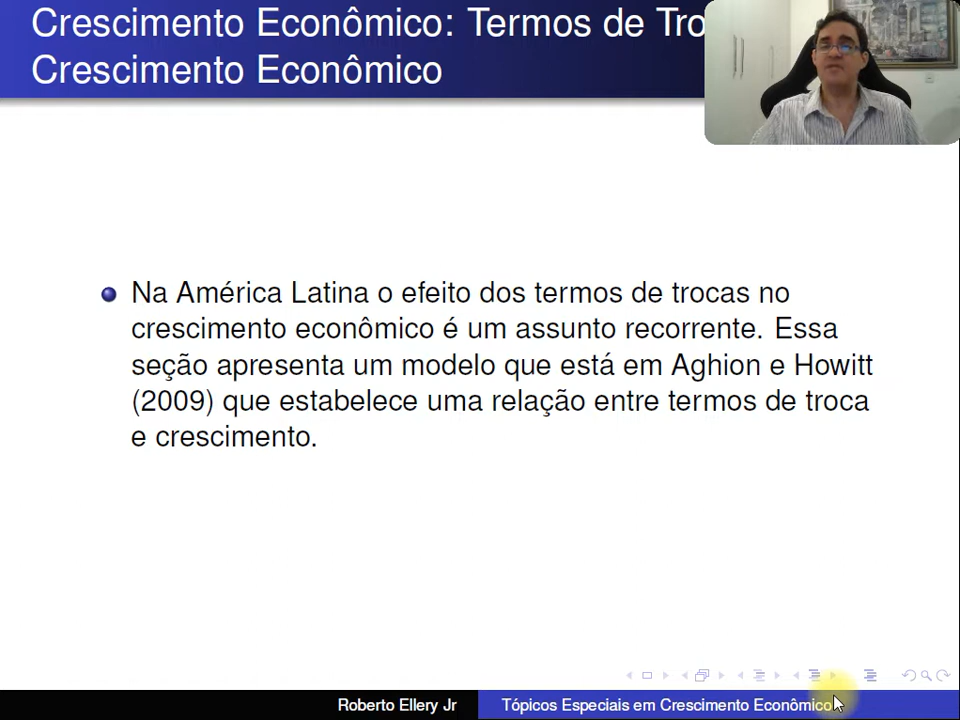 Crescimento Econômico: Termos de Tro
Crescimento Econômico
Na América Latina o efeito dos termos de trocas no
crescimento econômico é um assunto recorrente. Essa
seção apresenta um modelo que está em Aghion e Howitt
(2009) que estabelece uma relação entre termos de troca
e crescimento.
Roberto Ellery Jr
Tópicos Especiais em Crescimento Econômico